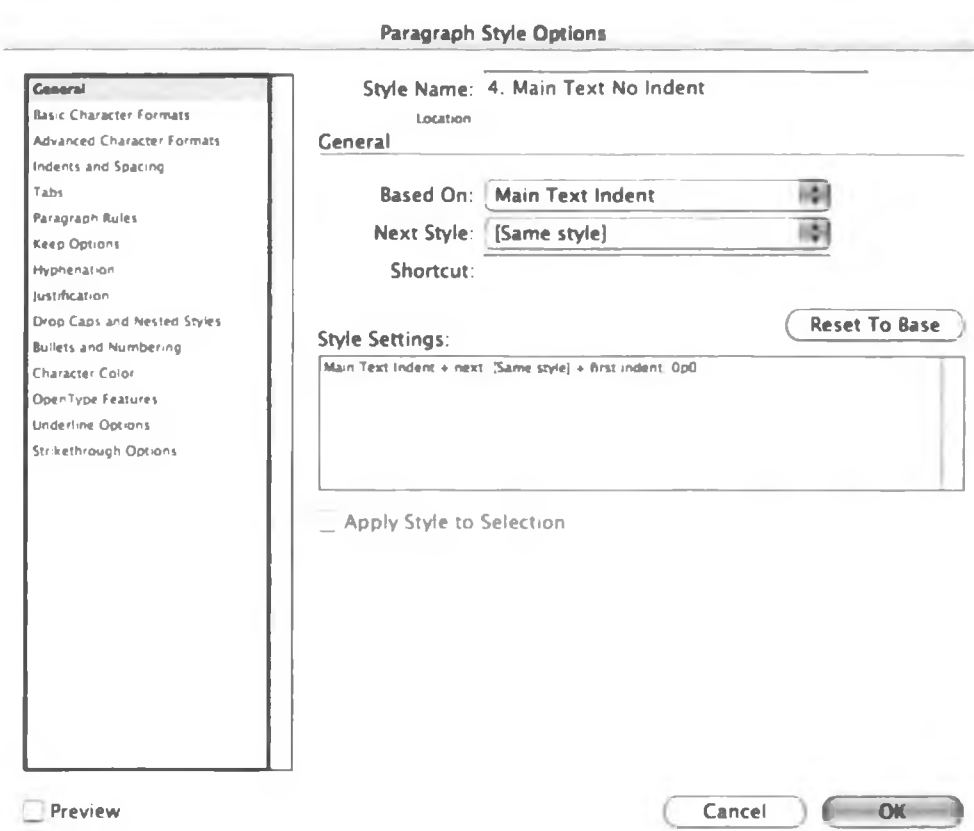 Paragraph Style Options
General
Basic Character Formats
Advanced Character Formats
Indents and Spacing
Tabs
Paragraph Rules
Keep Options
Hyphenation
Justification
Drop Caps and Nested Styles
Bullets and Numbering
Character Color
OpenType Features
Underline Options
Strikethrough Options
Style Name: 4. Main Text No Indent
Location
General
Based On: Main Text Indent
Next Style: [Same style]
Shortcut:
Reset To Base
Style Settings:
Main Text Indent + next: [Same style] + first indent: 0p0
Apply Style to Selection
Preview
Cancel
OK